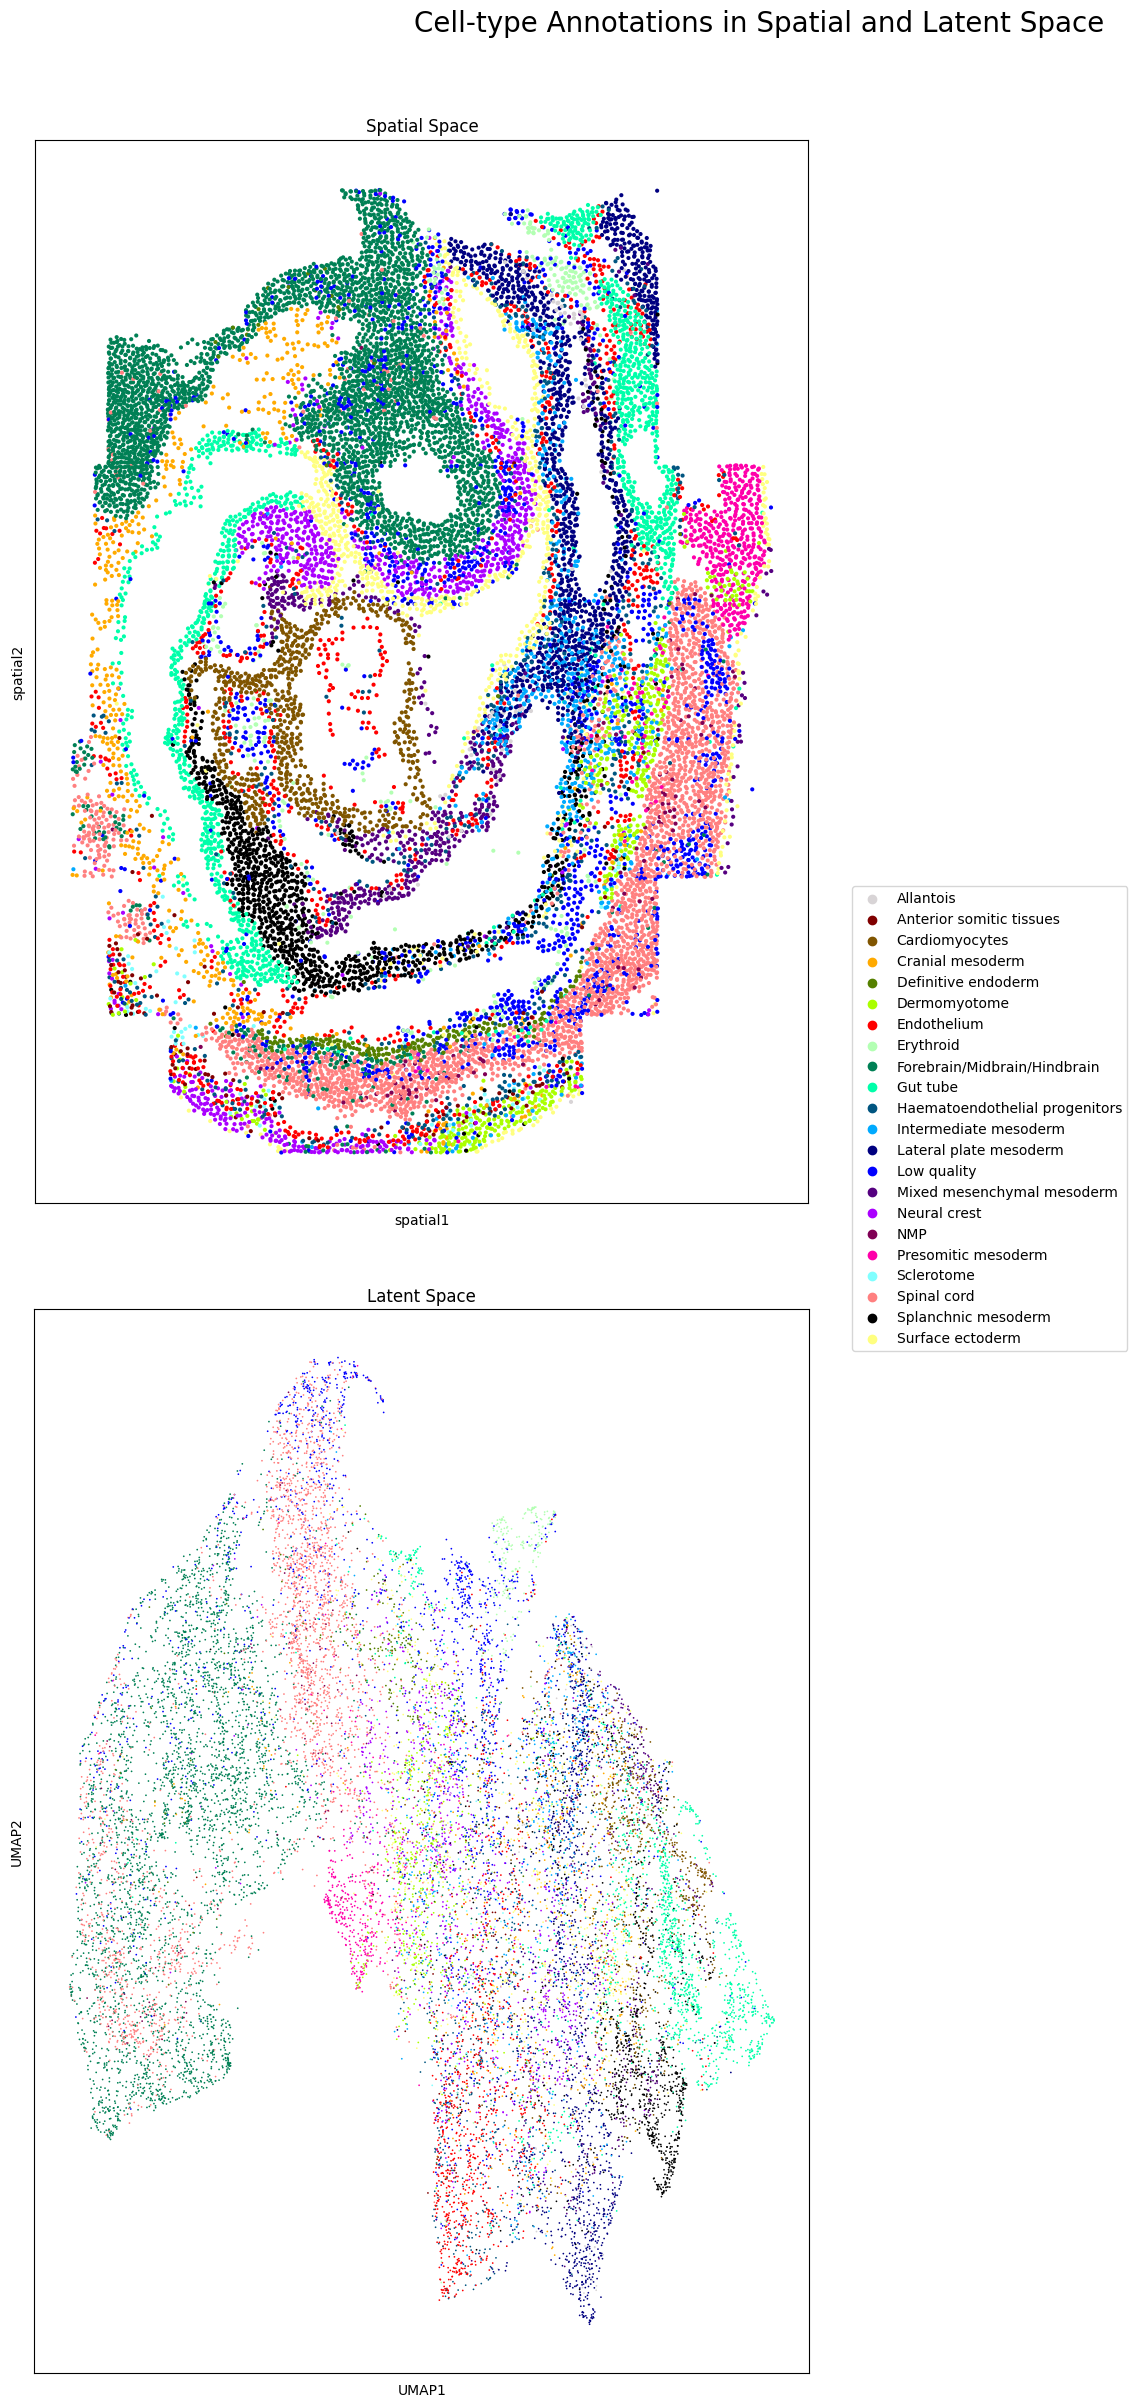 Cell-type Annotations in Spatial and Latent Space
Spatial Space
spatial2
spatial1
Allantois
Anterior somitic tissues
Cardiomyocytes
Cranial mesoderm
Definitive endoderm
Dermomyotome
Endothelium
Erythroid
Forebrain/Midbrain/Hindbrain
Gut tube
Haematoendothelial progenitors
Intermediate mesoderm
Lateral plate mesoderm
Low quality
Mixed mesenchymal mesoderm
Neural crest
NMP
Presomitic mesoderm
Sclerotome
Spinal cord
Splanchnic mesoderm
Surface ectoderm
Latent Space
UMAP2
UMAP1